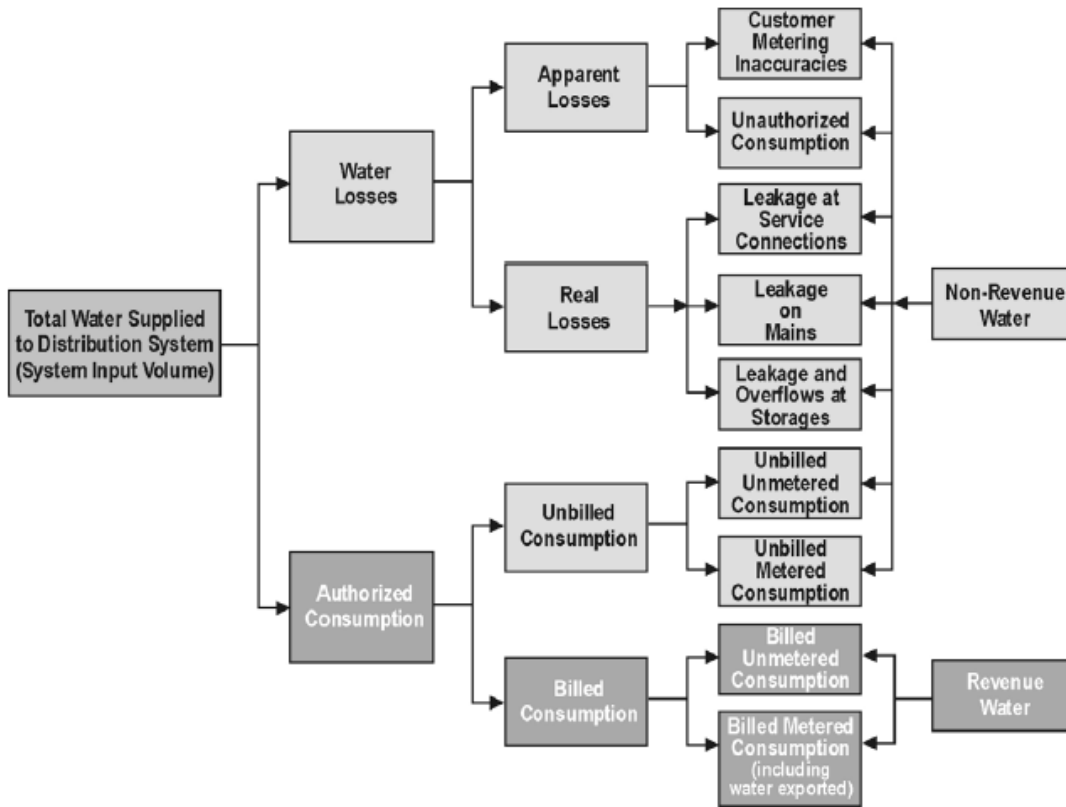 Total Water Supplied
to Distribution System
(System Input Volume)
Water
Losses
Authorized
Consumption
Apparent
Losses
Real
Losses
Unbilled
Consumption
Billed
Consumption
Customer
Metering
Inaccuracies
Unauthorized
Consumption
Leakage at
Service
Connections
Leakage
on
Mains
Leakage and
Overflows at
Storages
Unbilled
Unmetered
Consumption
Unbilled
Metered
Consumption
Billed
Unmetered
Consumption
Billed Metered
Consumption
(including
water exported)
Non-Revenue
Water
Revenue
Water